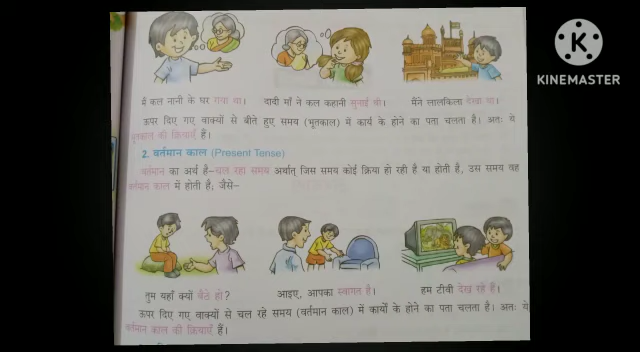 मैं कल नानी के घर गया था। दादी माँ ने कल कहानी सुनाई थी। मैंने लालकिला देखा था।
ऊपर दिए गए वाक्यों से बीते हुए समय (भूतकाल) में कार्य के होने का पता चलता है। अतः ये
भूतकाल की क्रियाएँ हैं।
2. वर्तमान काल (Present Tense)
वर्तमान का अर्थ है–चल रहा समय अर्थात् जिस समय कोई क्रिया हो रही है या होती है, उस समय वह
वर्तमान काल में होती है; जैसे–
तुम यहाँ क्यों बैठे हो? आइए, आपका स्वागत है। हम टीवी देख रहे हैं।
ऊपर दिए गए वाक्यों से चल रहे समय (वर्तमान काल) में कार्यों के होने का पता चलता है। अतः ये
वर्तमान काल की क्रियाएँ हैं।
K
KINEMASTER